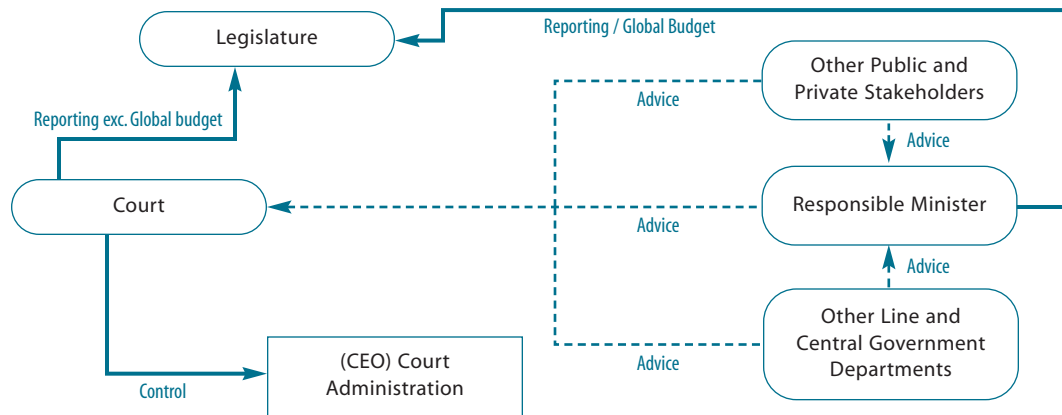 Legislature
Reporting / Global Budget
Other Public and
Private Stakeholders
Advice
Reporting exc. Global budget
Advice
Court
Responsible Minister
Advice
Advice
Other Line and
Central Government
Departments
(CEO) Court
Administration
Advice
Control